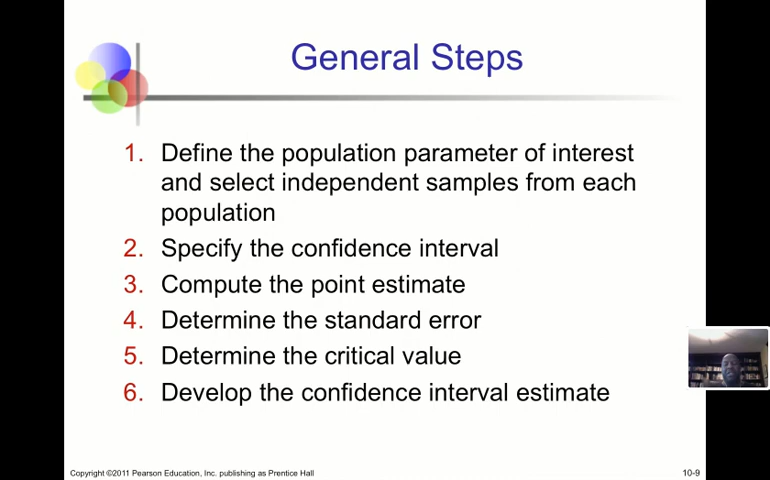 General Steps
1. Define the population parameter of interest
and select independent samples from each
population
2. Specify the confidence interval
3. Compute the point estimate
4. Determine the standard error
5. Determine the critical value
6. Develop the confidence interval estimate
Copyright ©2011 Pearson Education, Inc. publishing as Prentice Hall
10-9